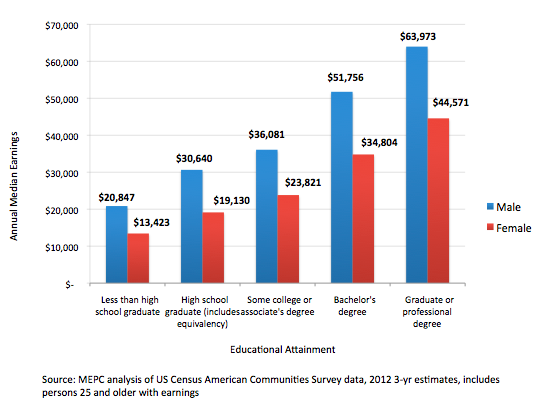 $70,000
$63,973
$60,000
$51,756
$50,000
$44,571
$40,000
$36,081
$34,804
$30,640
$30,000
$23,821
$20,847
$19,130
$20,000
$13,423
$10,000
$-
Annual Median Earnings
Male
Female
Less than high
school graduate
High school
graduate (includes
equivalency)
Some college or
associate's degree
Bachelor's
degree
Graduate or
professional
degree
Educational Attainment
Source: MEPC analysis of US Census American Communities Survey data, 2012 3-yr estimates, includes
persons 25 and older with earnings